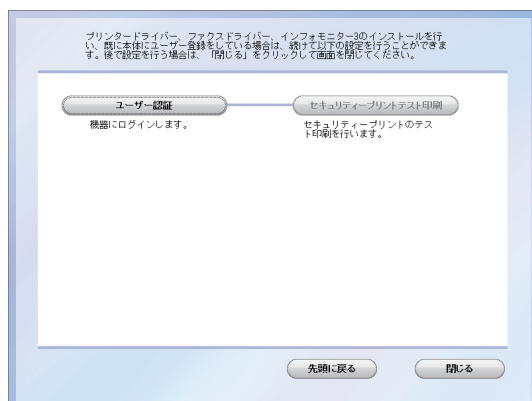 プリンタードライバー、ファクスドライバー、インフォモニター3のインストールを行
い、既に本体にユーザー登録をしている場合は、続けて以下の設定を行うことができま
す。後で設定を行う場合は、「閉じる」をクリックして画面を閉じてください。
ユーザー認証
セキュリティープリントテスト印刷
機器にログインします。
セキュリティープリントのテス
ト印刷を行います。
先頭に戻る
閉じる